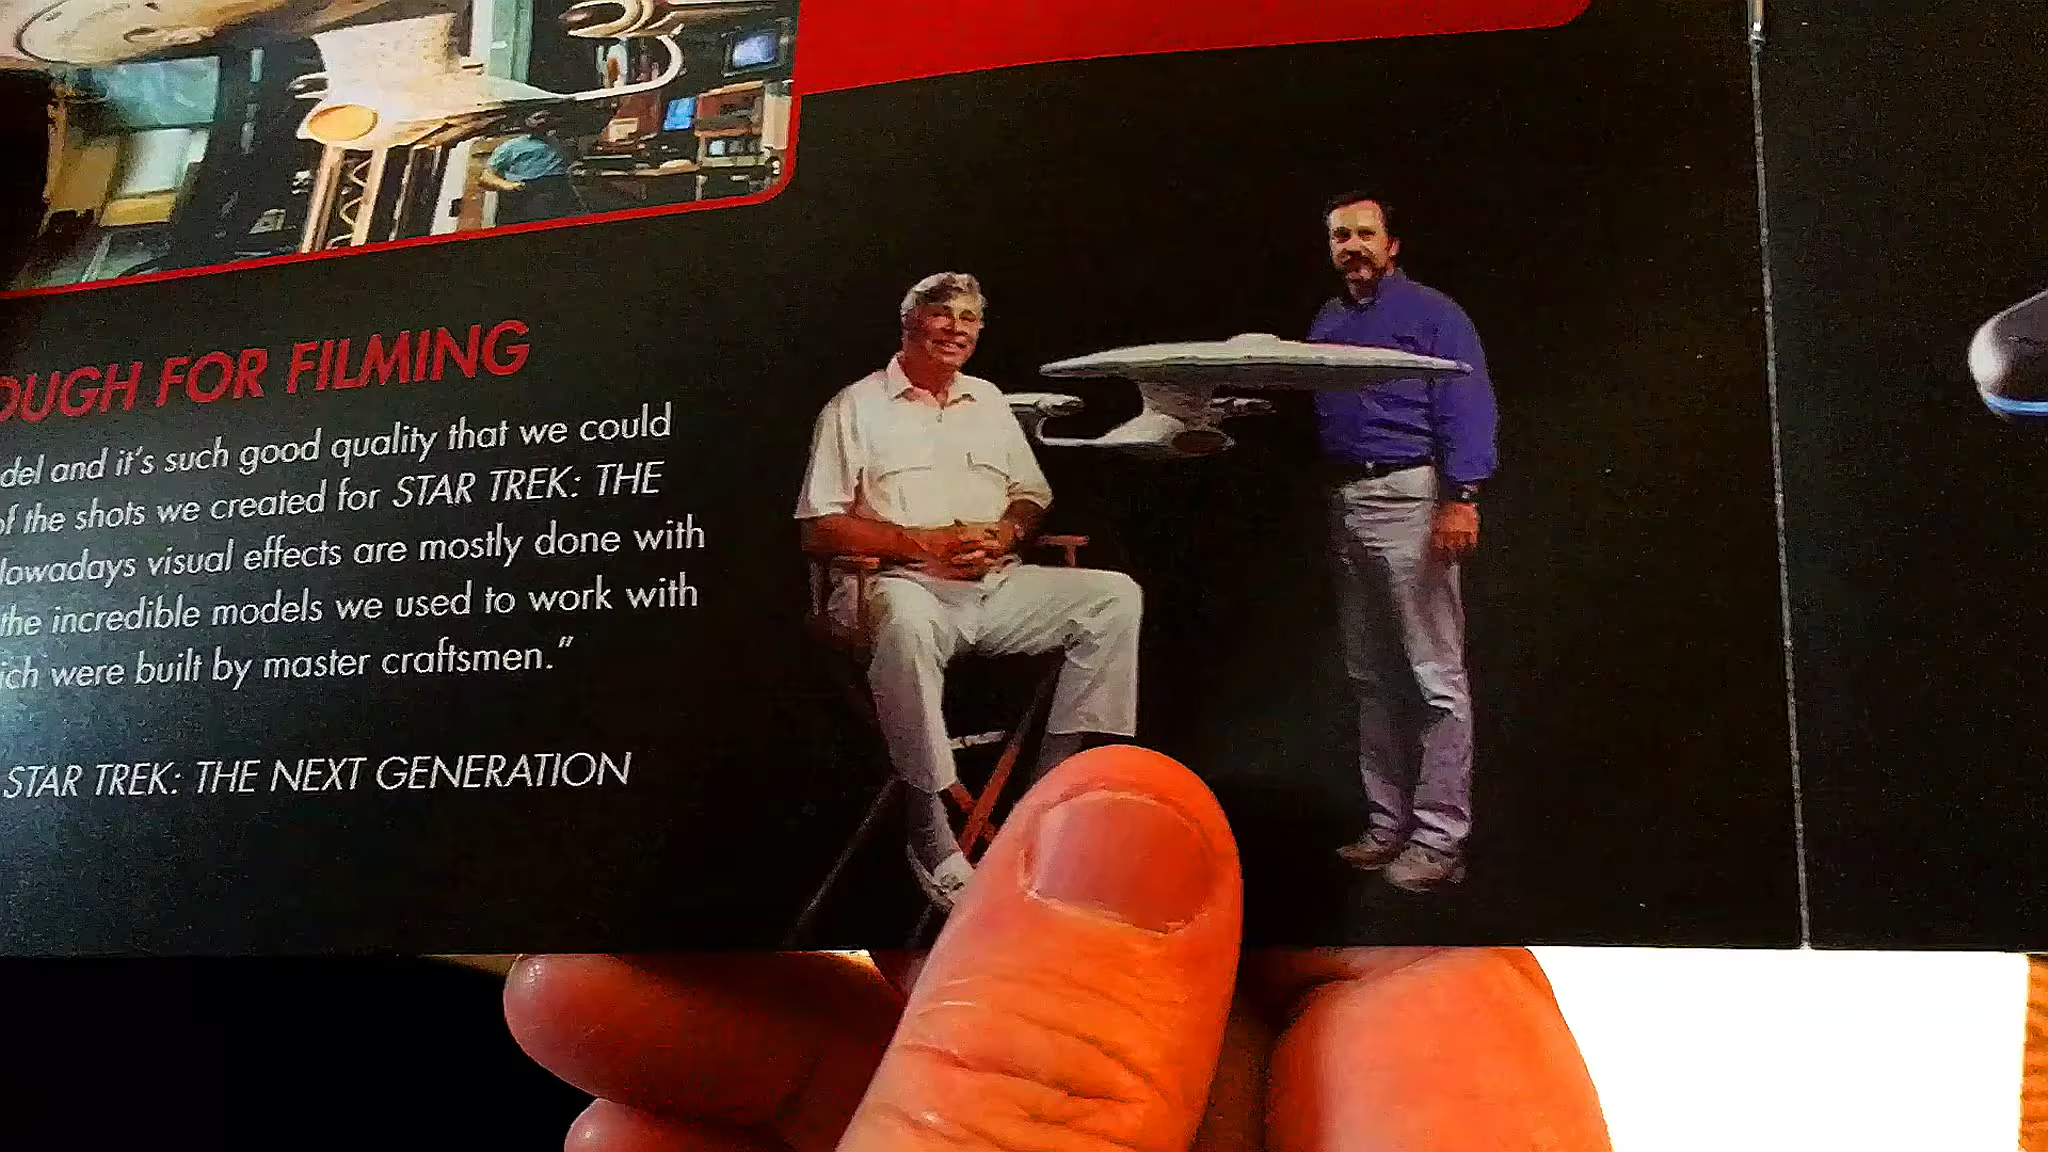 OUGH FOR FILMING
del and it's such good quality that we could
of the shots we created for STAR TREK: THE
lowadays visual effects are mostly done with
the incredible models we used to work with
ich were built by master craftsmen."
STAR TREK: THE NEXT GENERATION